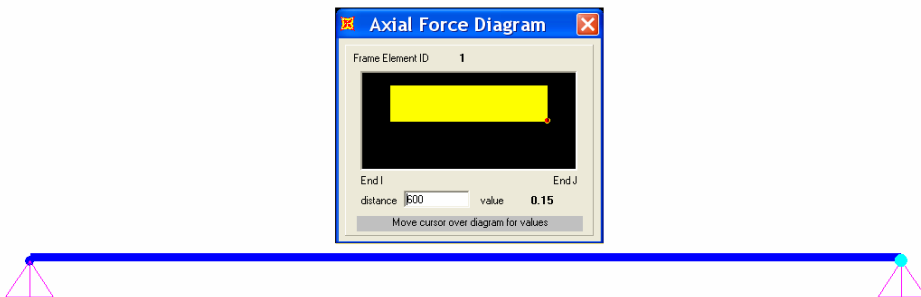 Axial Force Diagram
Frame Element ID 1
End I End J
distance 600 value 0.15
Move cursor over diagram for values